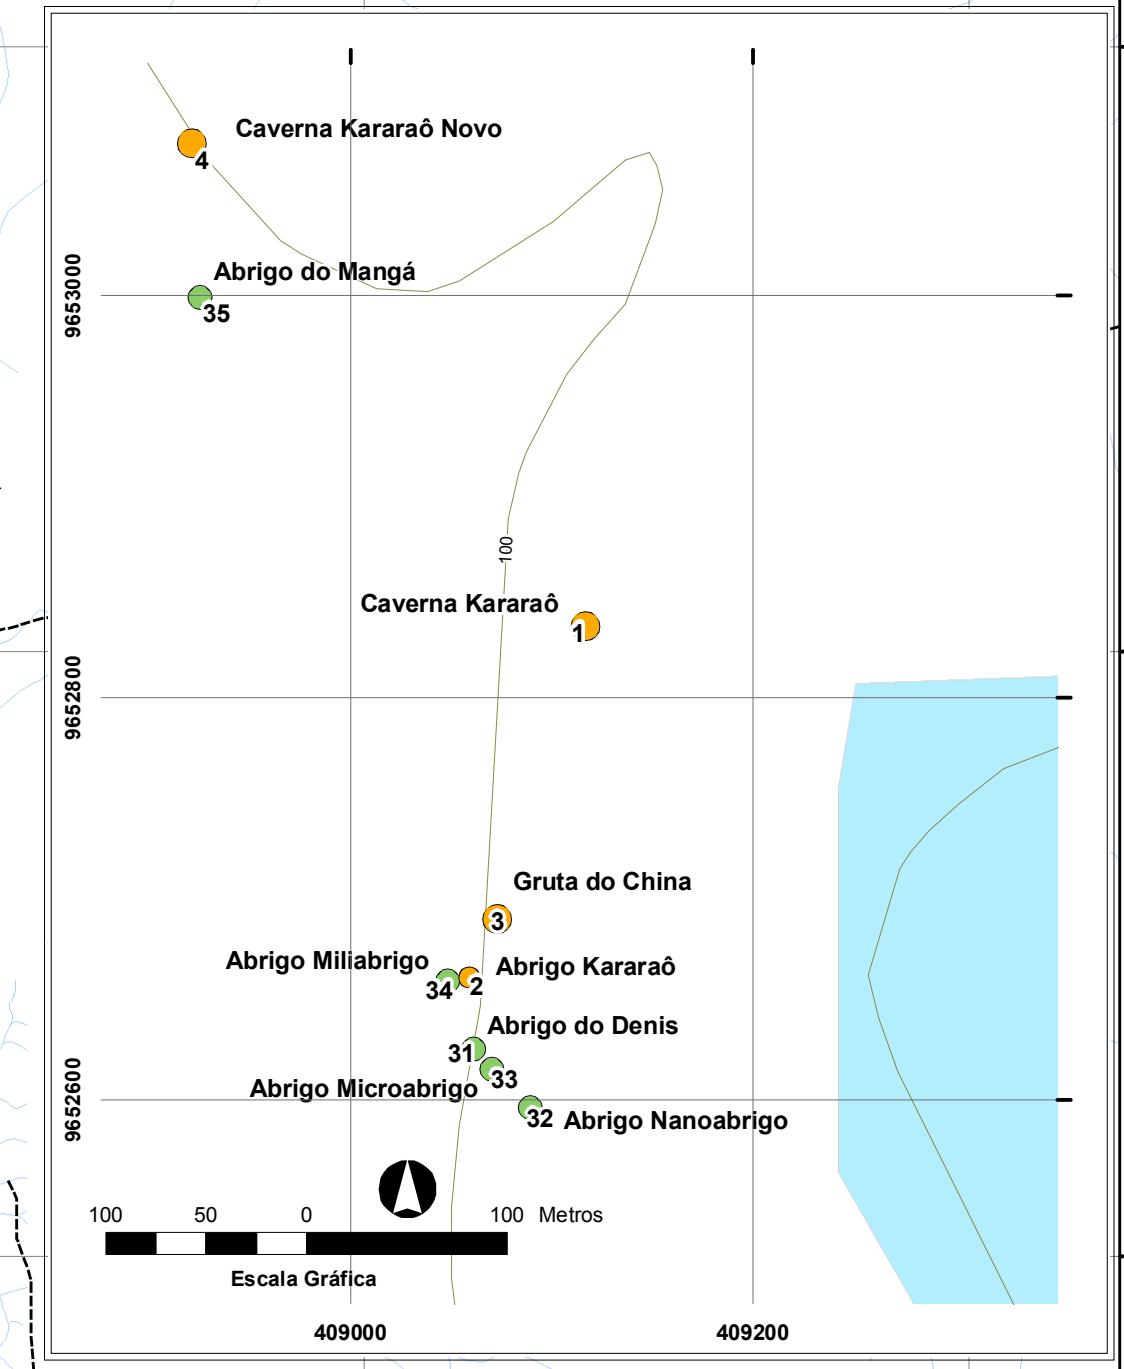 Caverna Kararaô Novo
4
Abrigo do Mangá
35
9653000
100
Caverna Kararaô
1
9652800
Gruta do China
3
Abrigo Miliabrigo
34
2
Abrigo Kararaô
Abrigo do Denis
31
33
Abrigo Microabrigo
9652600
32
Abrigo Nanoabrigo
100 50 0 100 Metros
Escala Gráfica
409000 409200